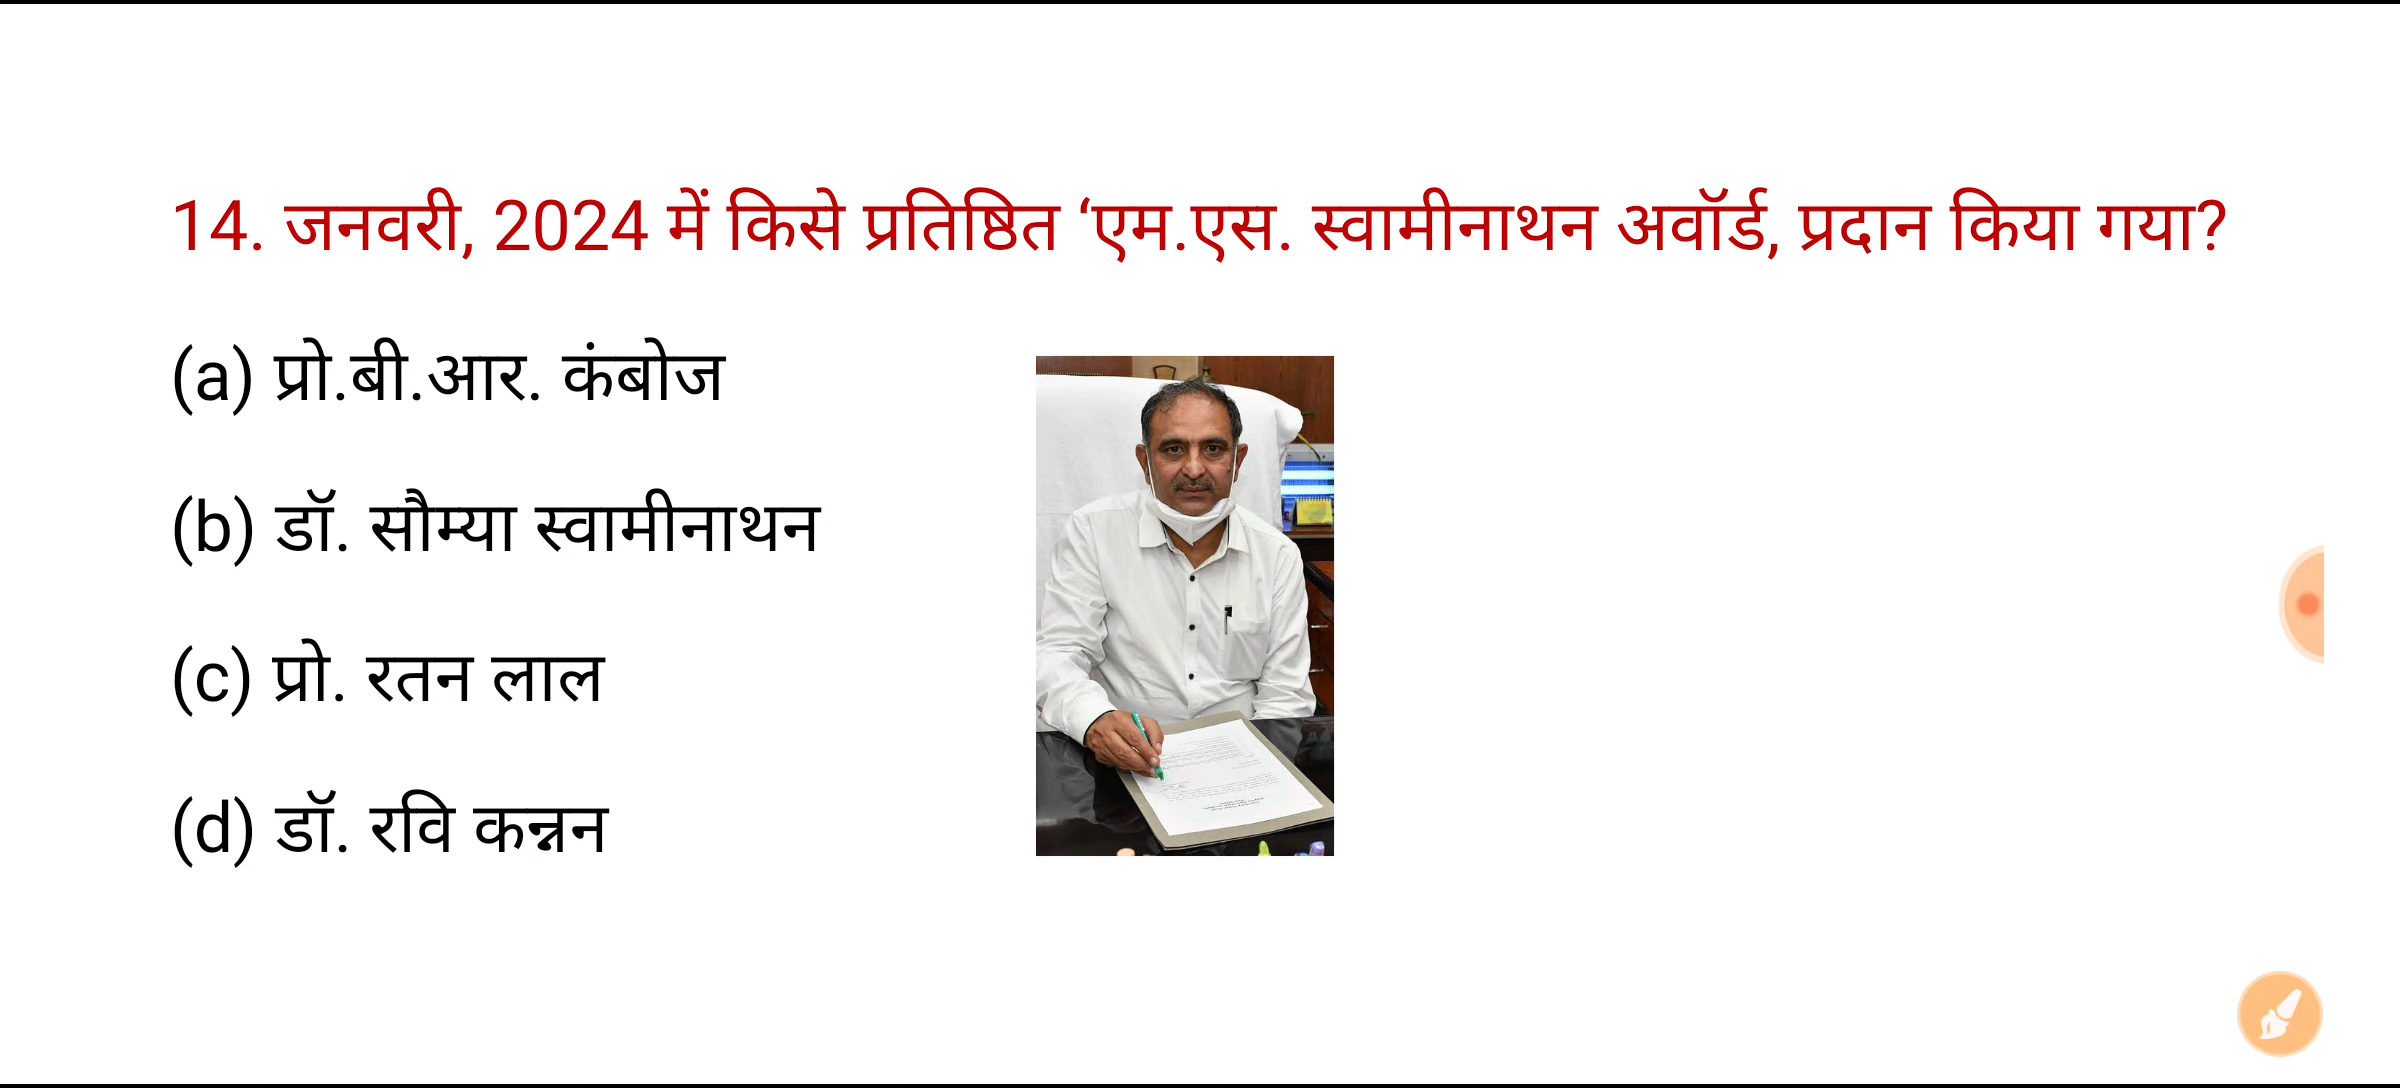 14. जनवरी, 2024 में किसे प्रतिष्ठित ‘एम.एस. स्वामीनाथन अवॉर्ड, प्रदान किया गया?
(a) प्रो.बी.आर. कंबोज
(b) डॉ. सौम्या स्वामीनाथन
(c) प्रो. रतन लाल
(d) डॉ. रवि कन्नन